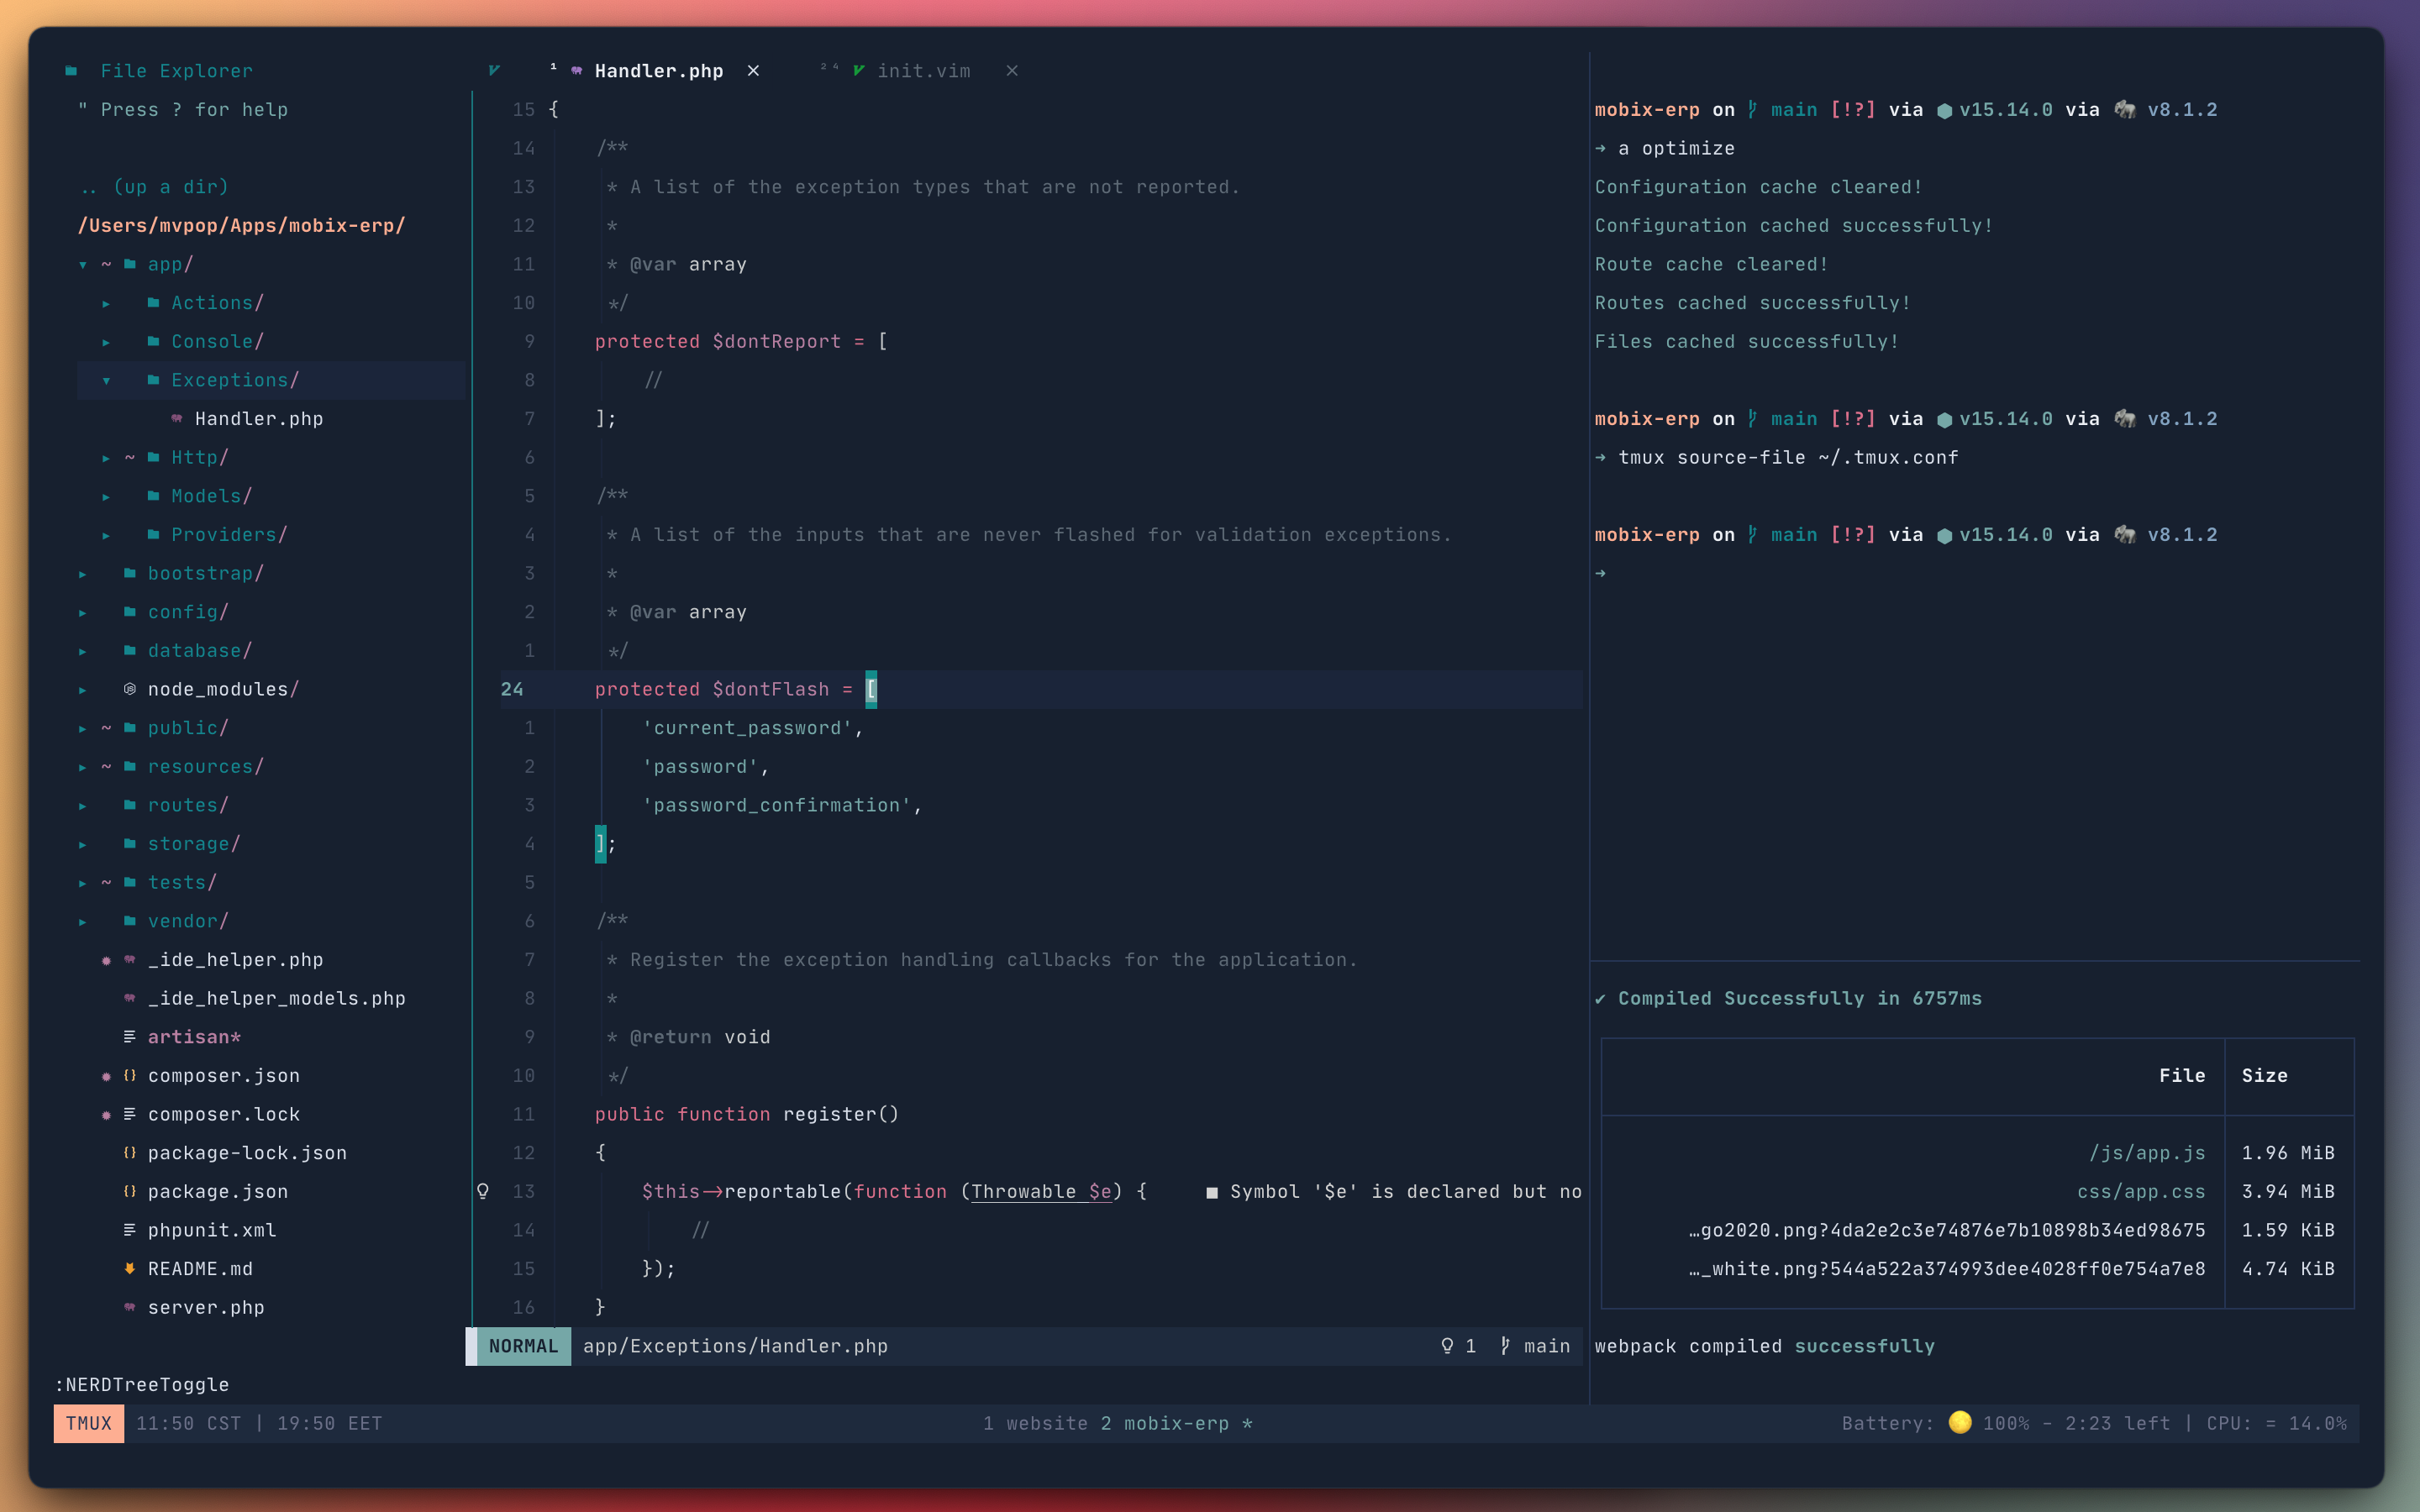 File Explorer
" Press ? for help
.. (up a dir)
/Users/mvpop/Apps/mobix-erp/
▾ ~ app/
▸ Actions/
▸ Console/
▾ Exceptions/
Handler.php
▸ ~ Http/
▸ Models/
▸ Providers/
▸ bootstrap/
▸ config/
▸ database/
▸ node_modules/
▸ ~ public/
▸ ~ resources/
▸ routes/
▸ storage/
▸ ~ tests/
▸ vendor/
_ide_helper.php
_ide_helper_models.php
artisan*
{} composer.json
composer.lock
{} package-lock.json
{} package.json
phpunit.xml
README.md
server.php
1 Handler.php ×  24 init.vim ×
15 {
14     /**
13      * A list of the exception types that are not reported.
12      *
11      * @var array
10      */
9     protected $dontReport = [
8         //
7     ];
6
5     /**
4      * A list of the inputs that are never flashed for validation exceptions.
3      *
2      * @var array
1      */
24     protected $dontFlash = [
1         'current_password',
2         'password',
3         'password_confirmation',
4     ];
5
6     /**
7      * Register the exception handling callbacks for the application.
8      *
9      * @return void
10      */
11     public function register()
12     {
13         $this->reportable(function (Throwable $e) {     ■ Symbol '$e' is declared but no
14             //
15         });
16     }
NORMAL app/Exceptions/Handler.php 1 main
:NERDTreeToggle
mobix-erp on main [!?] via v15.14.0 via 🐘 v8.1.2
➜ a optimize
Configuration cache cleared!
Configuration cached successfully!
Route cache cleared!
Routes cached successfully!
Files cached successfully!
mobix-erp on main [!?] via v15.14.0 via 🐘 v8.1.2
➜ tmux source-file ~/.tmux.conf
mobix-erp on main [!?] via v15.14.0 via 🐘 v8.1.2
➜
✔ Compiled Successfully in 6757ms
File Size
/js/app.js 1.96 MiB
css/app.css 3.94 MiB
…go2020.png?4da2e2c3e74876e7b10898b34ed98675 1.59 KiB
…_white.png?544a522a374993dee4028ff0e754a7e8 4.74 KiB
webpack compiled successfully
TMUX 11:50 CST | 19:50 EET 1 website 2 mobix-erp * Battery: 100% - 2:23 left | CPU: = 14.0%